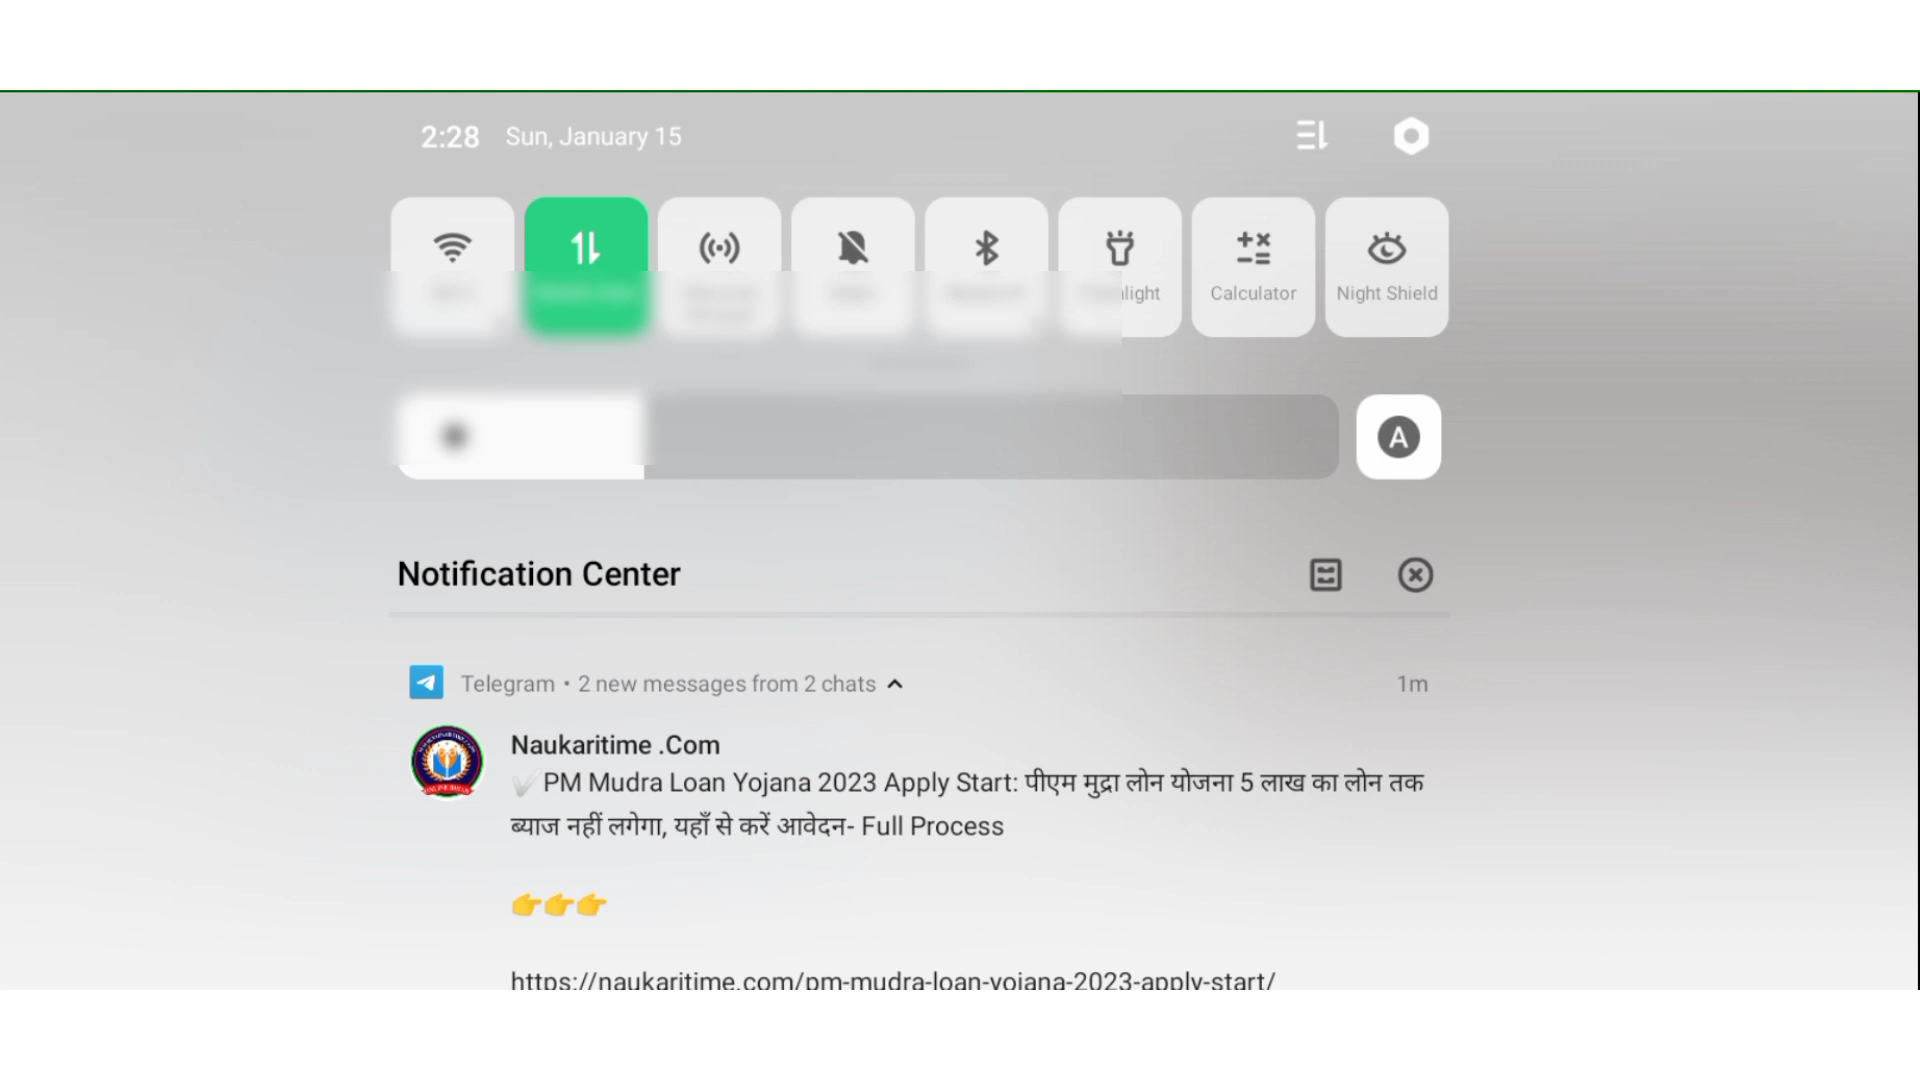 2:28 Sun, January 15
Calculator Night Shield
A
Notification Center
Telegram • 2 new messages from 2 chats 1m
Naukaritime .Com
PM Mudra Loan Yojana 2023 Apply Start: पीएम मुद्रा लोन योजना 5 लाख का लोन तक
ब्याज नहीं लगेगा, यहाँ से करें आवेदन- Full Process
👉👉👉
https://naukaritime.com/pm-mudra-loan-yojana-2023-apply-start/